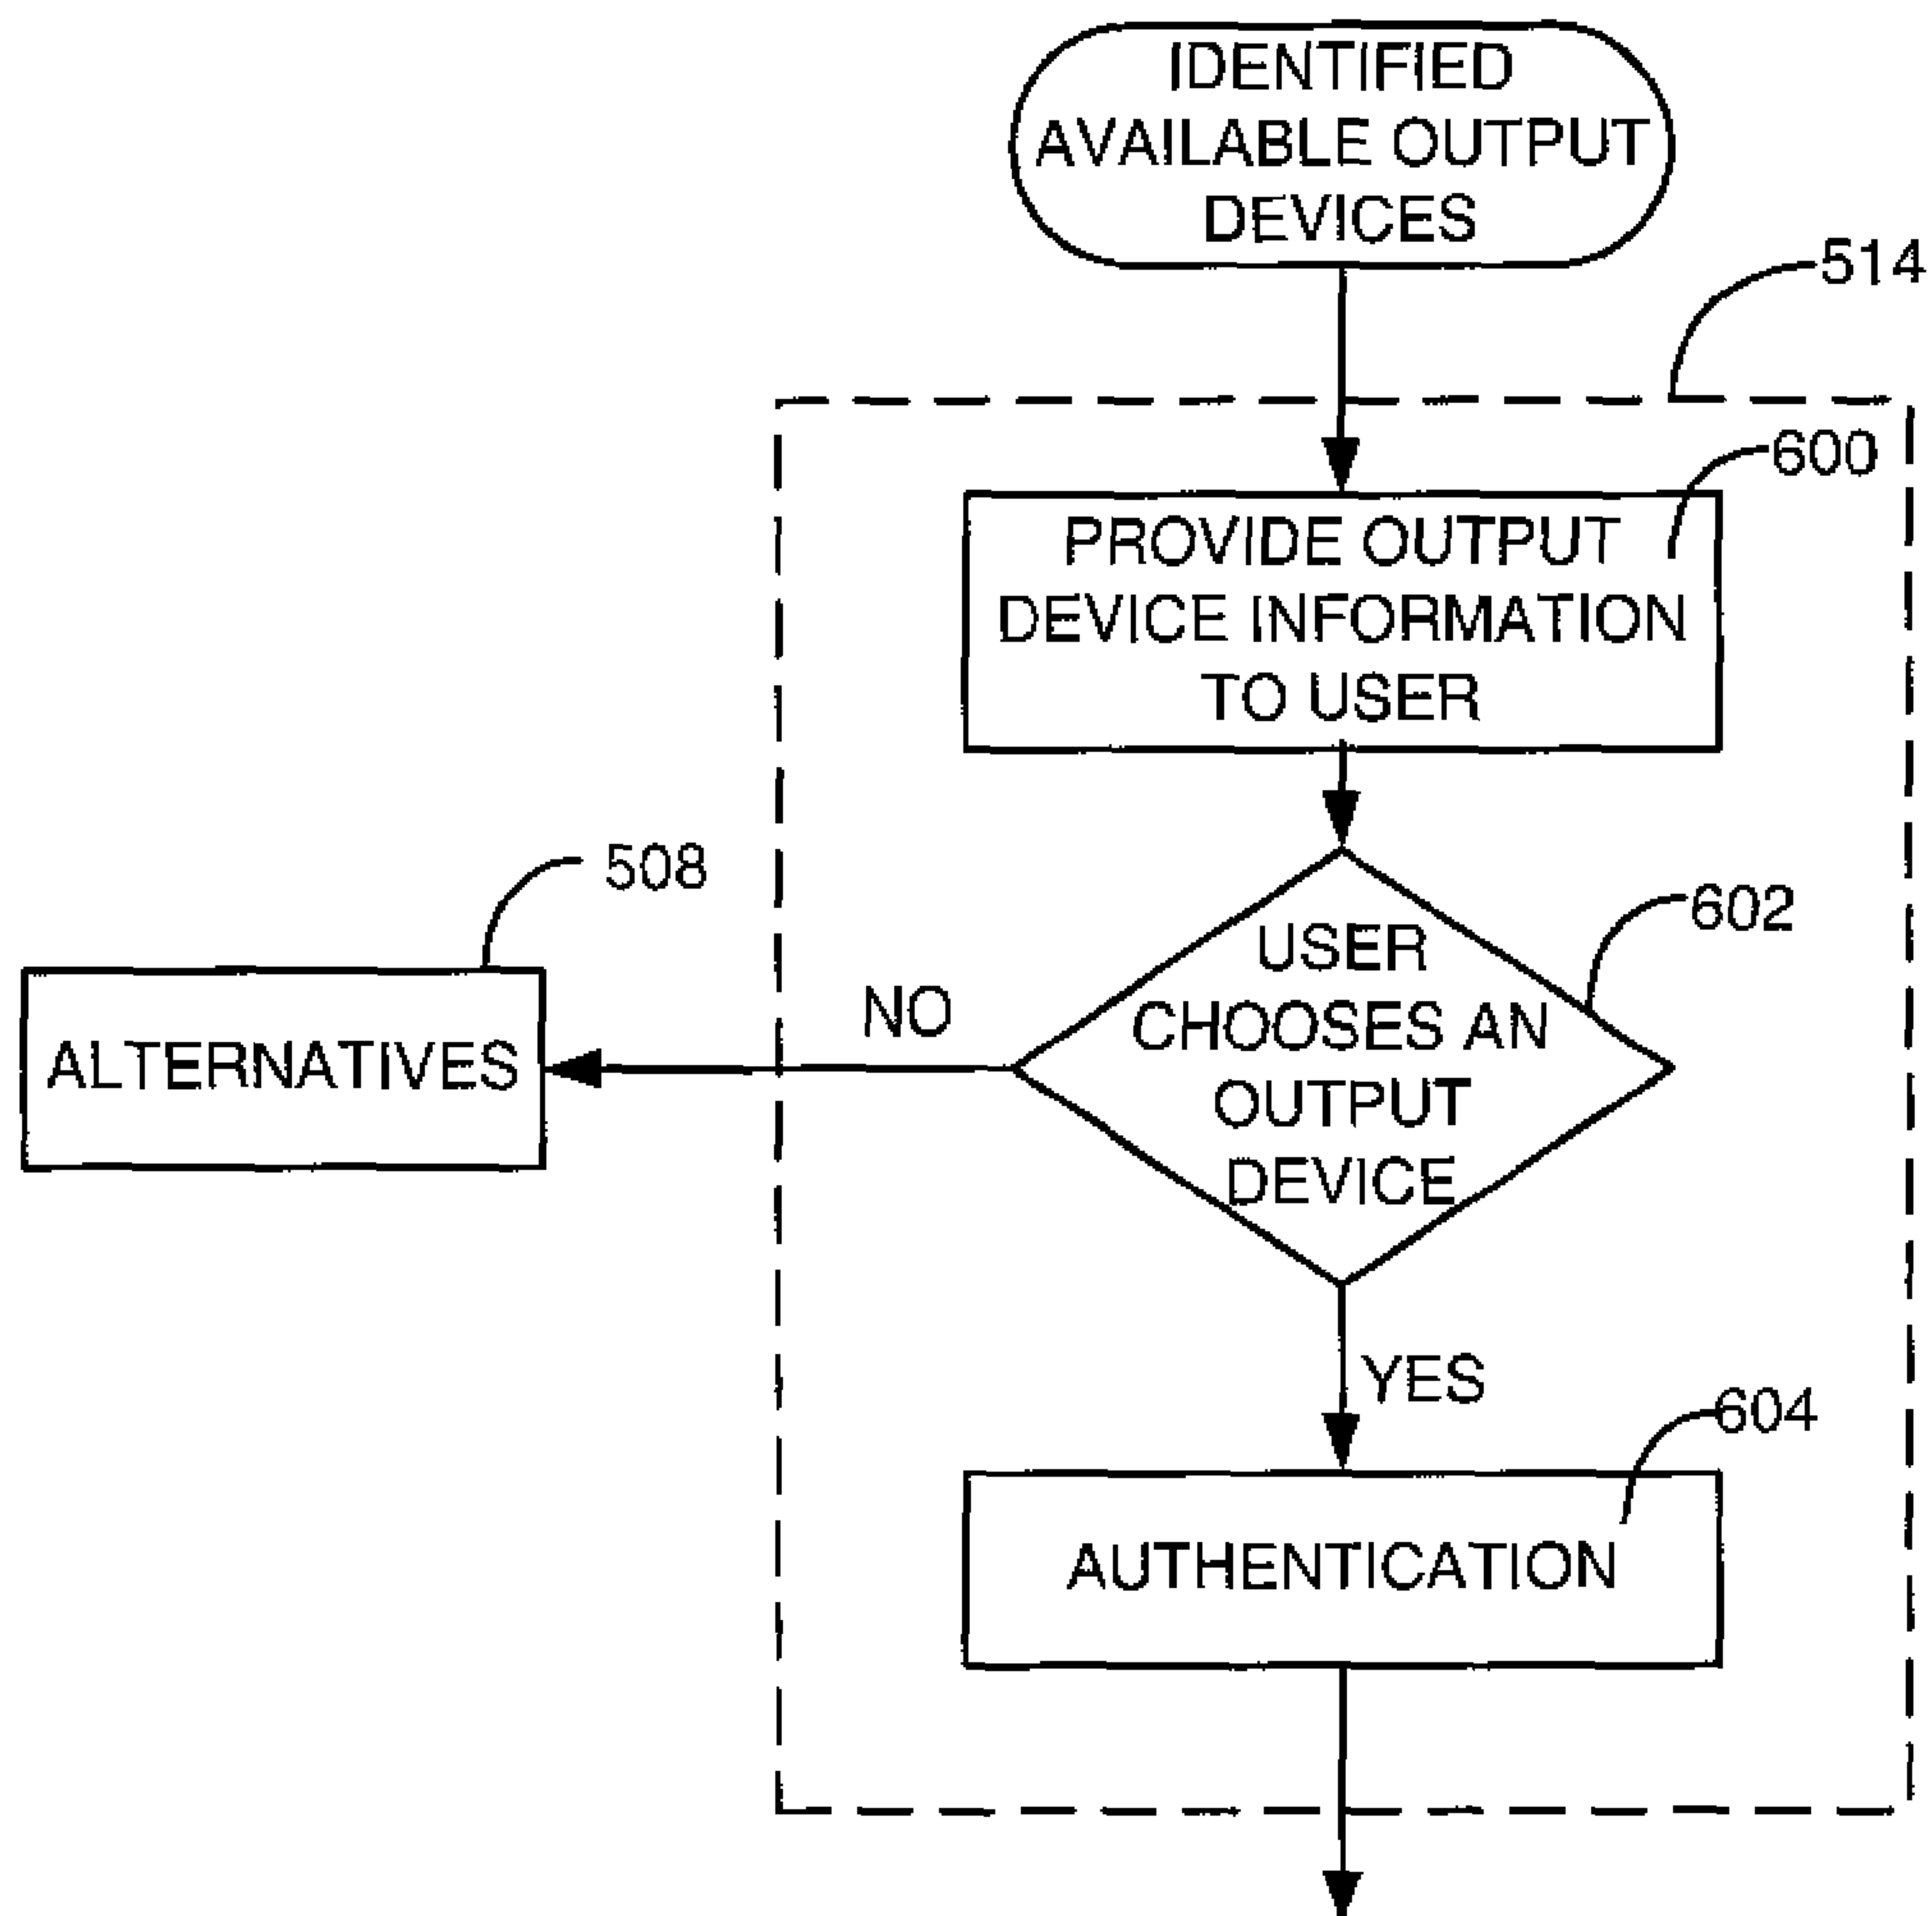 IDENTIFIED
AVAILABLE OUTPUT
DEVICES
514
600
PROVIDE OUTPUT
DEVICE INFORMATION
TO USER
508
602
USER
CHOOSES AN
OUTPUT
DEVICE
NO
ALTERNATIVES
YES
604
AUTHENTICATION